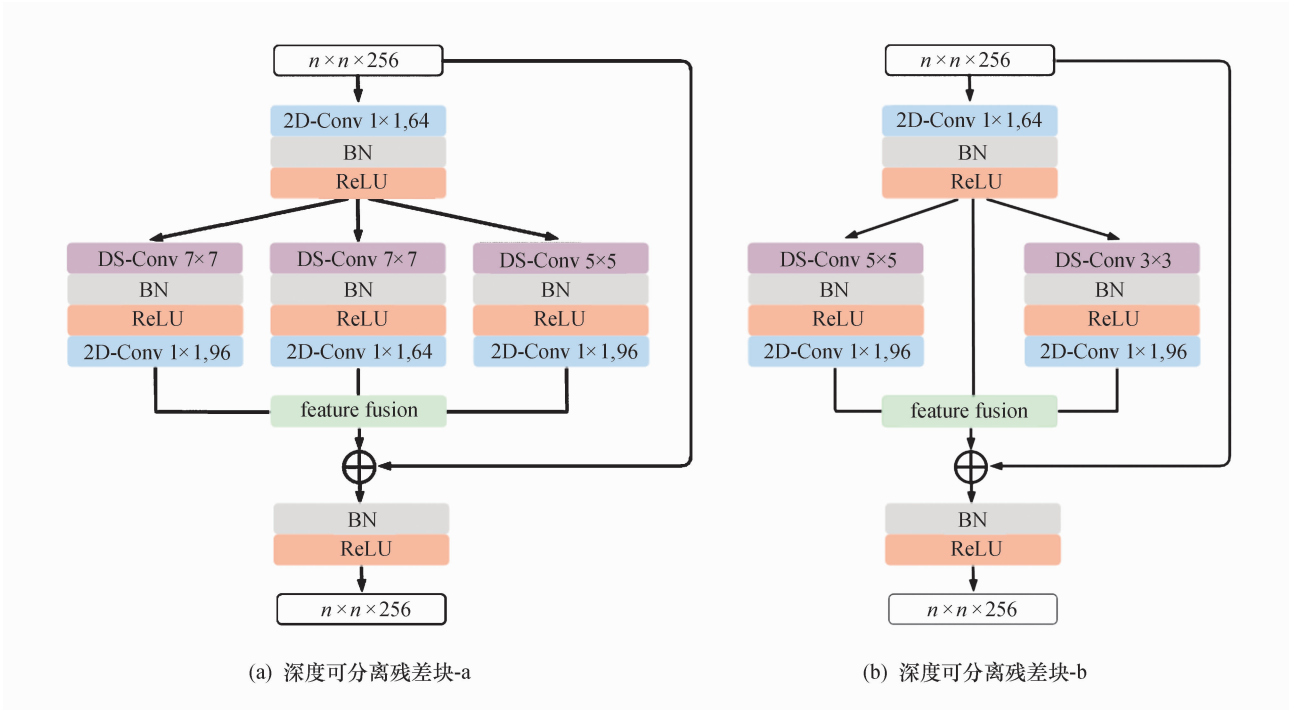 n×n×256
2D-Conv 1×1,64
BN
ReLU
DS-Conv 7×7
BN
ReLU
2D-Conv 1×1,96
DS-Conv 7×7
BN
ReLU
2D-Conv 1×1,64
DS-Conv 5×5
BN
ReLU
2D-Conv 1×1,96
feature fusion
BN
ReLU
n×n×256
(a) 深度可分离残差块-a
n×n×256
2D-Conv 1×1,64
BN
ReLU
DS-Conv 5×5
BN
ReLU
2D-Conv 1×1,96
DS-Conv 3×3
BN
ReLU
2D-Conv 1×1,96
feature fusion
BN
ReLU
n×n×256
(b) 深度可分离残差块-b